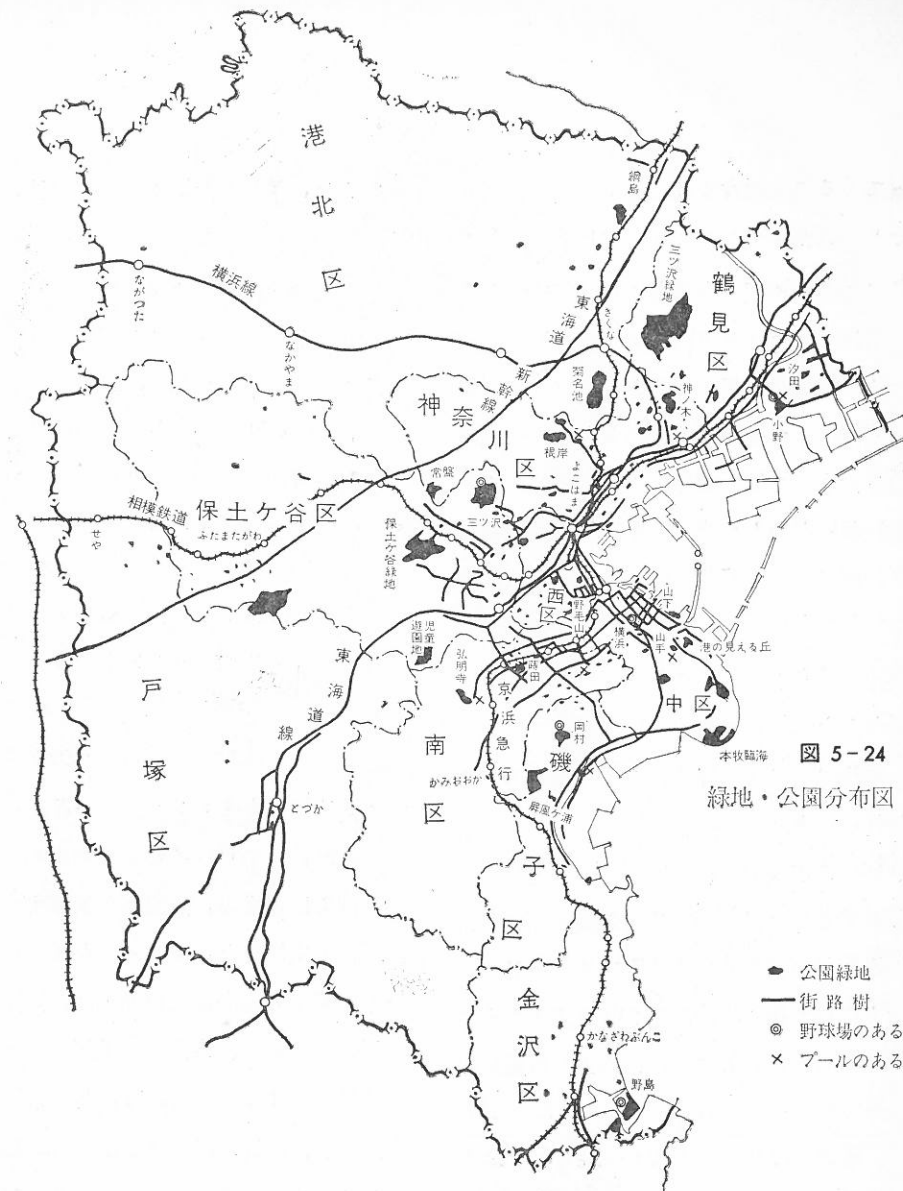 港北区
綱島
三ツ沢緑地
鶴見区
横浜線
ながつた
なかやま
東海道
新幹線
きくな
菊名池
神ノ木
汐田
小野
神奈川区
根岸
常盤
三ツ沢
よこはま
相模鉄道
せや
保土ケ谷区
ふたまたがわ
保土ケ谷緑地
西区
野毛山
横浜
山下
山手
港の見える丘
児童
遊園地
弘明寺
蒔田
中区
本牧臨海
東海道線
戸塚区
とづか
南区
京浜急行
岡村
かみおおか
屏風ケ浦
磯子区
図 5-24
緑地・公園分布図
金沢区
かなざわぶんこ
野島
公園緑地
街路樹
野球場のある
プールのある